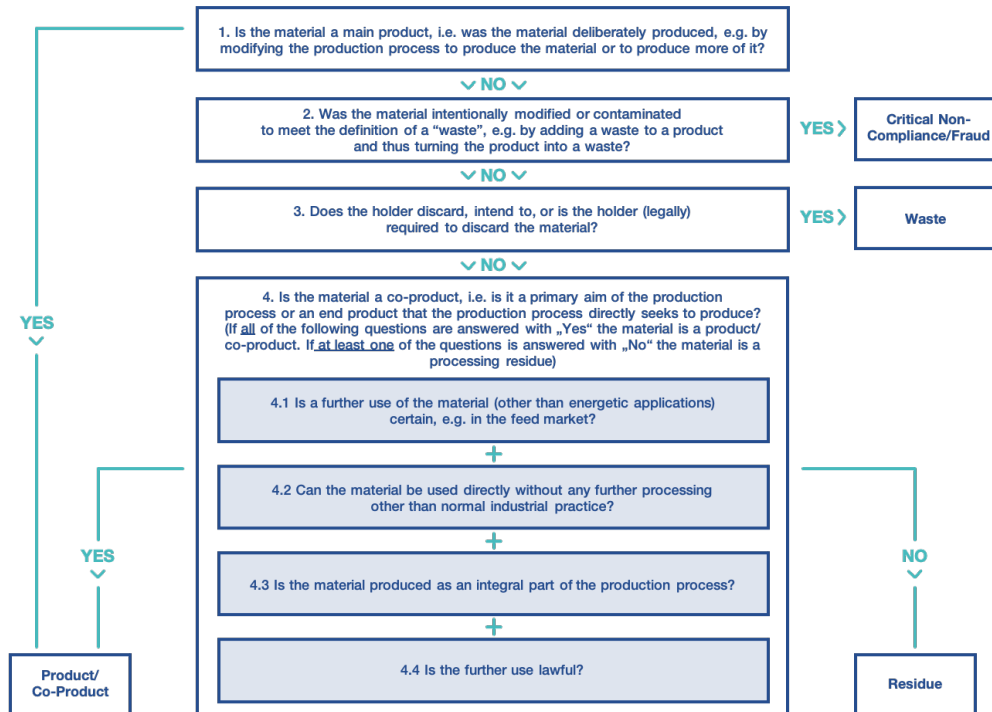 1. Is the material a main product, i.e. was the material deliberately produced, e.g. by
modifying the production process to produce the material or to produce more of it?
NO
2. Was the material intentionally modified or contaminated
to meet the definition of a “waste”, e.g. by adding a waste to a product
and thus turning the product into a waste?
YES
Critical Non-
Compliance/Fraud
NO
3. Does the holder discard, intend to, or is the holder (legally)
required to discard the material?
YES
Waste
NO
4. Is the material a co-product, i.e. is it a primary aim of the production
process or an end product that the production process directly seeks to produce?
(If all of the following questions are answered with „Yes“ the material is a product/
co-product. If at least one of the questions is answered with „No“ the material is a
processing residue)
YES
4.1 Is a further use of the material (other than energetic applications)
certain, e.g. in the feed market?
+
4.2 Can the material be used directly without any further processing
other than normal industrial practice?
+
YES
NO
4.3 Is the material produced as an integral part of the production process?
+
4.4 Is the further use lawful?
Product/
Co-Product
Residue